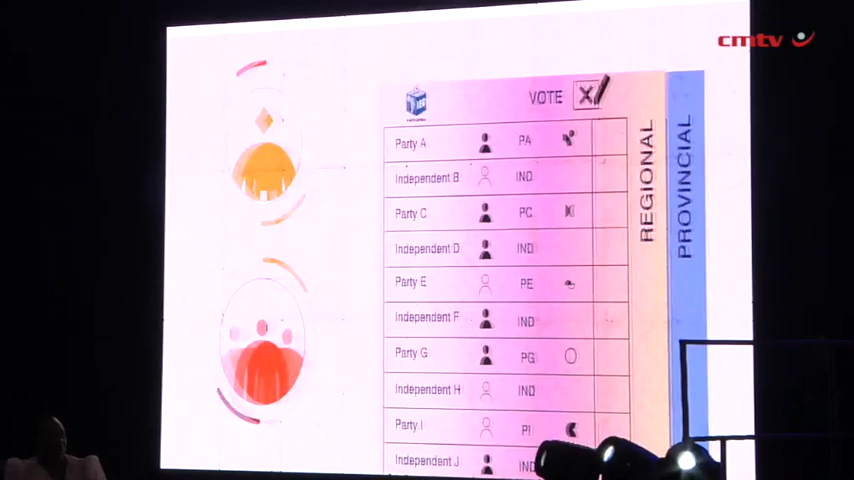 cmtv
VOTE X
Party A PA
Independent B IND
Party C PC
Independent D IND
Party E PE
Independent F IND
Party G PG
Independent H IND
Party I PI
Independent J IND
REGIONAL
PROVINCIAL